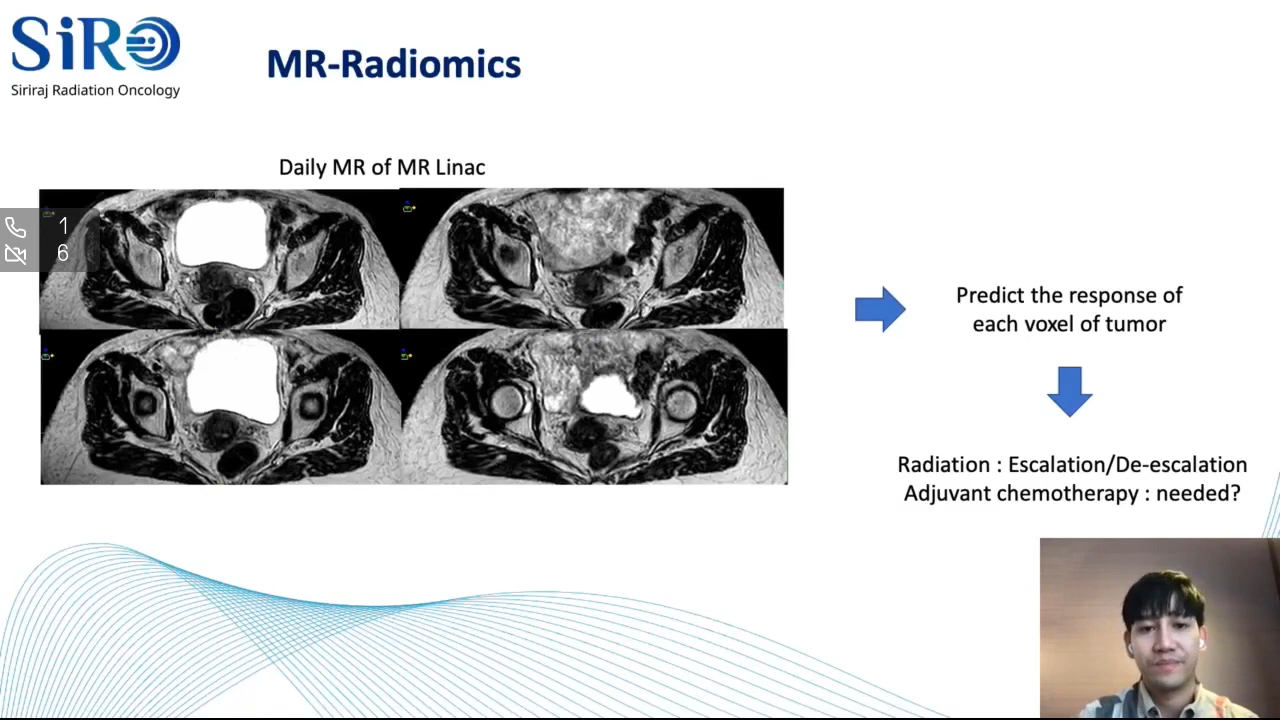 SiRO
Siriraj Radiation Oncology
MR-Radiomics
Daily MR of MR Linac
1
6
Predict the response of
each voxel of tumor
Radiation : Escalation/De-escalation
Adjuvant chemotherapy : needed?